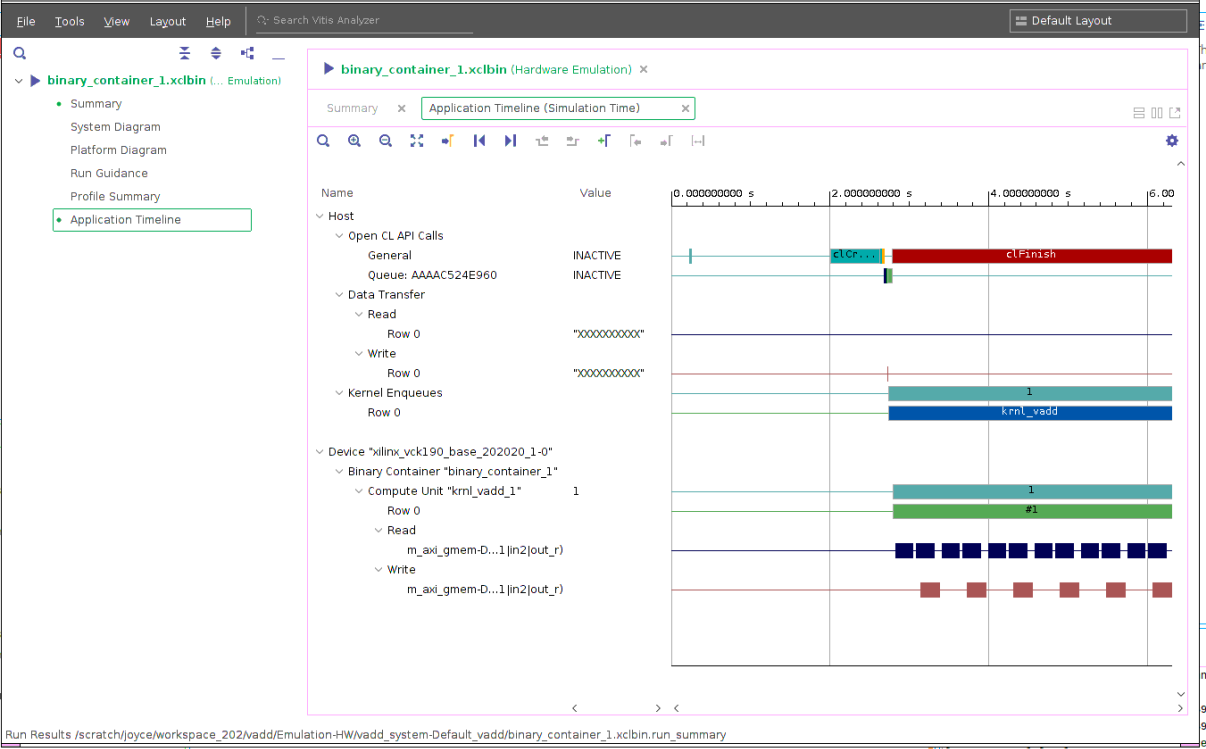 File Tools View Layout Help Search Vitis Analyzer Default Layout
binary_container_1.xclbin (... Emulation)
Summary
System Diagram
Platform Diagram
Run Guidance
Profile Summary
Application Timeline
binary_container_1.xclbin (Hardware Emulation)
Summary Application Timeline (Simulation Time)
Name Value 0.000000000 s 2.000000000 s 4.000000000 s 6.00
Host
Open CL API Calls
General INACTIVE clCr... clFinish
Queue: AAAAC524E960 INACTIVE
Data Transfer
Read
Row 0 "XXXXXXXXXX"
Write
Row 0 "XXXXXXXXXX"
Kernel Enqueues 1
Row 0 krnl_vadd
Device "xilinx_vck190_base_202020_1-0"
Binary Container "binary_container_1"
Compute Unit "krnl_vadd_1" 1 1
Row 0 #1
Read
m_axi_gmem-D...1|in2|out_r)
Write
m_axi_gmem-D...1|in2|out_r)
Run Results /scratch/joyce/workspace_202/vadd/Emulation-HW/vadd_system-Default_vadd/binary_container_1.xclbin.run_summary